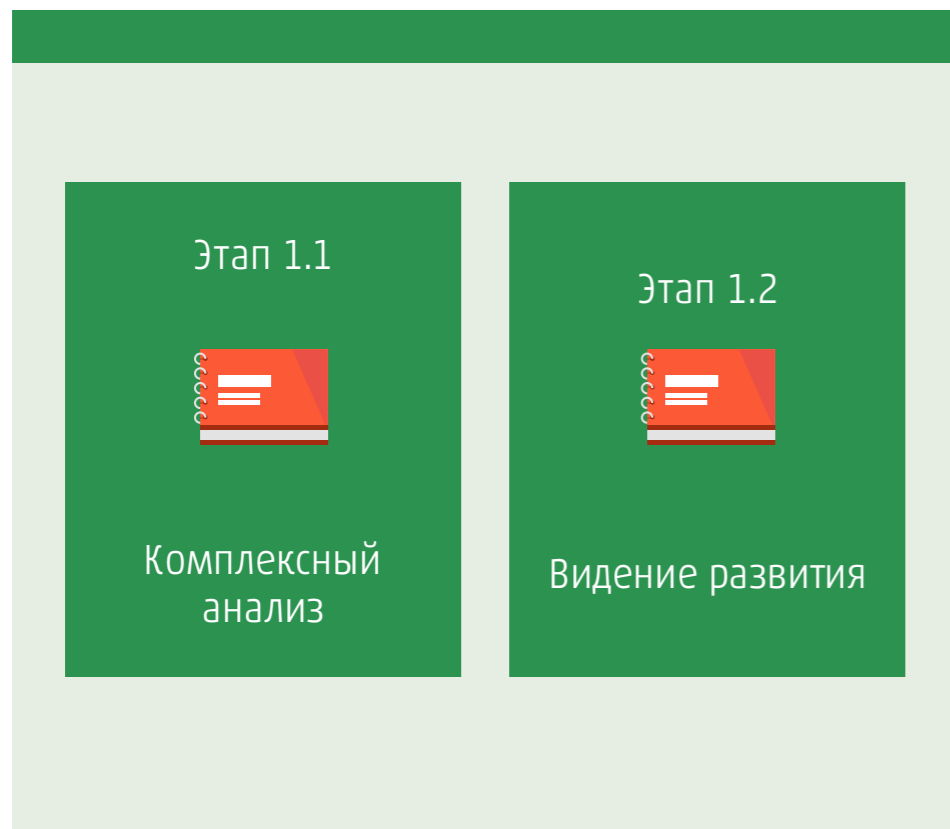 Этап 1.1
Комплексный
анализ
Этап 1.2
Видение развития